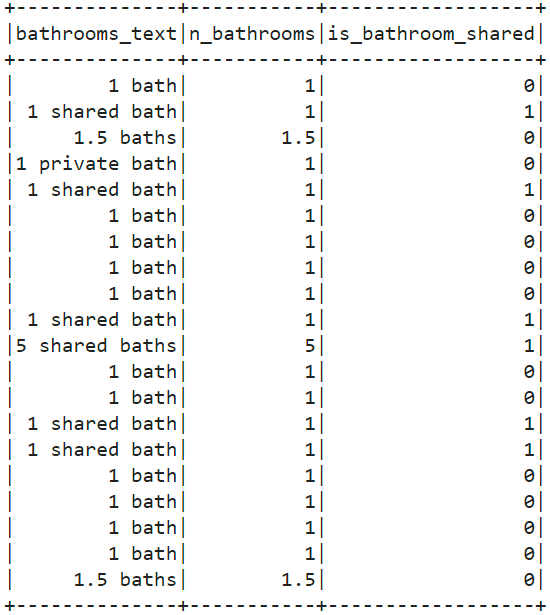 +--------------+-----------+------------------+
|bathrooms_text|n_bathrooms|is_bathroom_shared|
+--------------+-----------+------------------+
|        1 bath|          1|                 0|
| 1 shared bath|          1|                 1|
|     1.5 baths|        1.5|                 0|
|1 private bath|          1|                 0|
| 1 shared bath|          1|                 1|
|        1 bath|          1|                 0|
|        1 bath|          1|                 0|
|        1 bath|          1|                 0|
|        1 bath|          1|                 0|
| 1 shared bath|          1|                 1|
|5 shared baths|          5|                 1|
|        1 bath|          1|                 0|
|        1 bath|          1|                 0|
| 1 shared bath|          1|                 1|
| 1 shared bath|          1|                 1|
|        1 bath|          1|                 0|
|        1 bath|          1|                 0|
|        1 bath|          1|                 0|
|        1 bath|          1|                 0|
|     1.5 baths|        1.5|                 0|
+--------------+-----------+------------------+